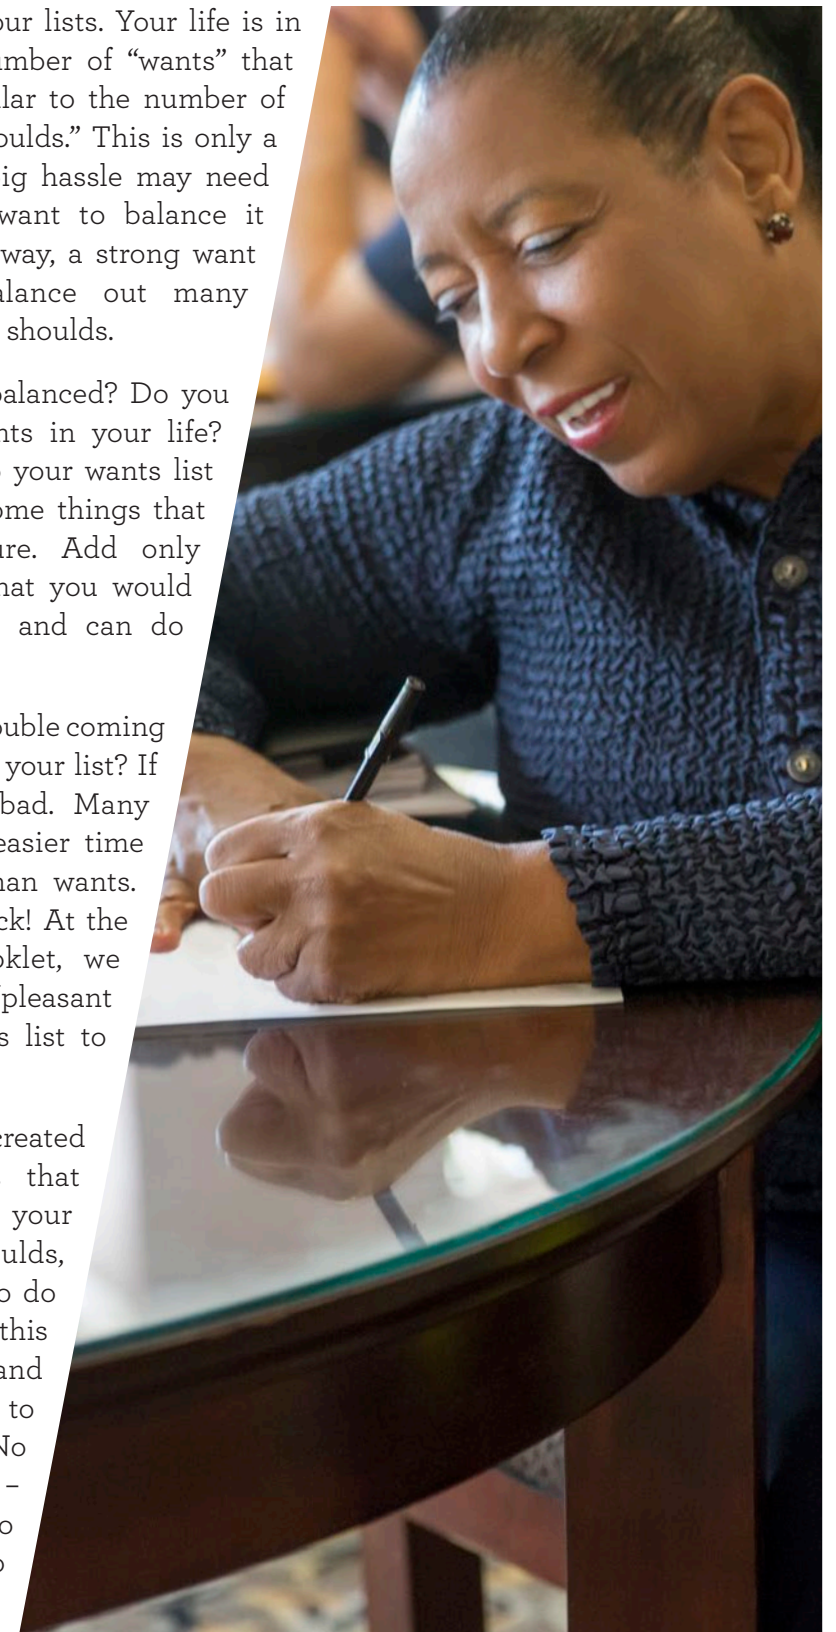 our lists. Your life is in
umber of “wants” that
lar to the number of
oulds.” This is only a
ig hassle may need
want to balance it
way, a strong want
alance out many
shoulds.
balanced? Do you
nts in your life?
your wants list
ome things that
ure. Add only
hat you would
and can do
ouble coming
your list? If
bad. Many
easier time
han wants.
ck! At the
oklet, we
pleasant
s list to
created
that
your
ulds,
o do
this
and
to
No
–
o